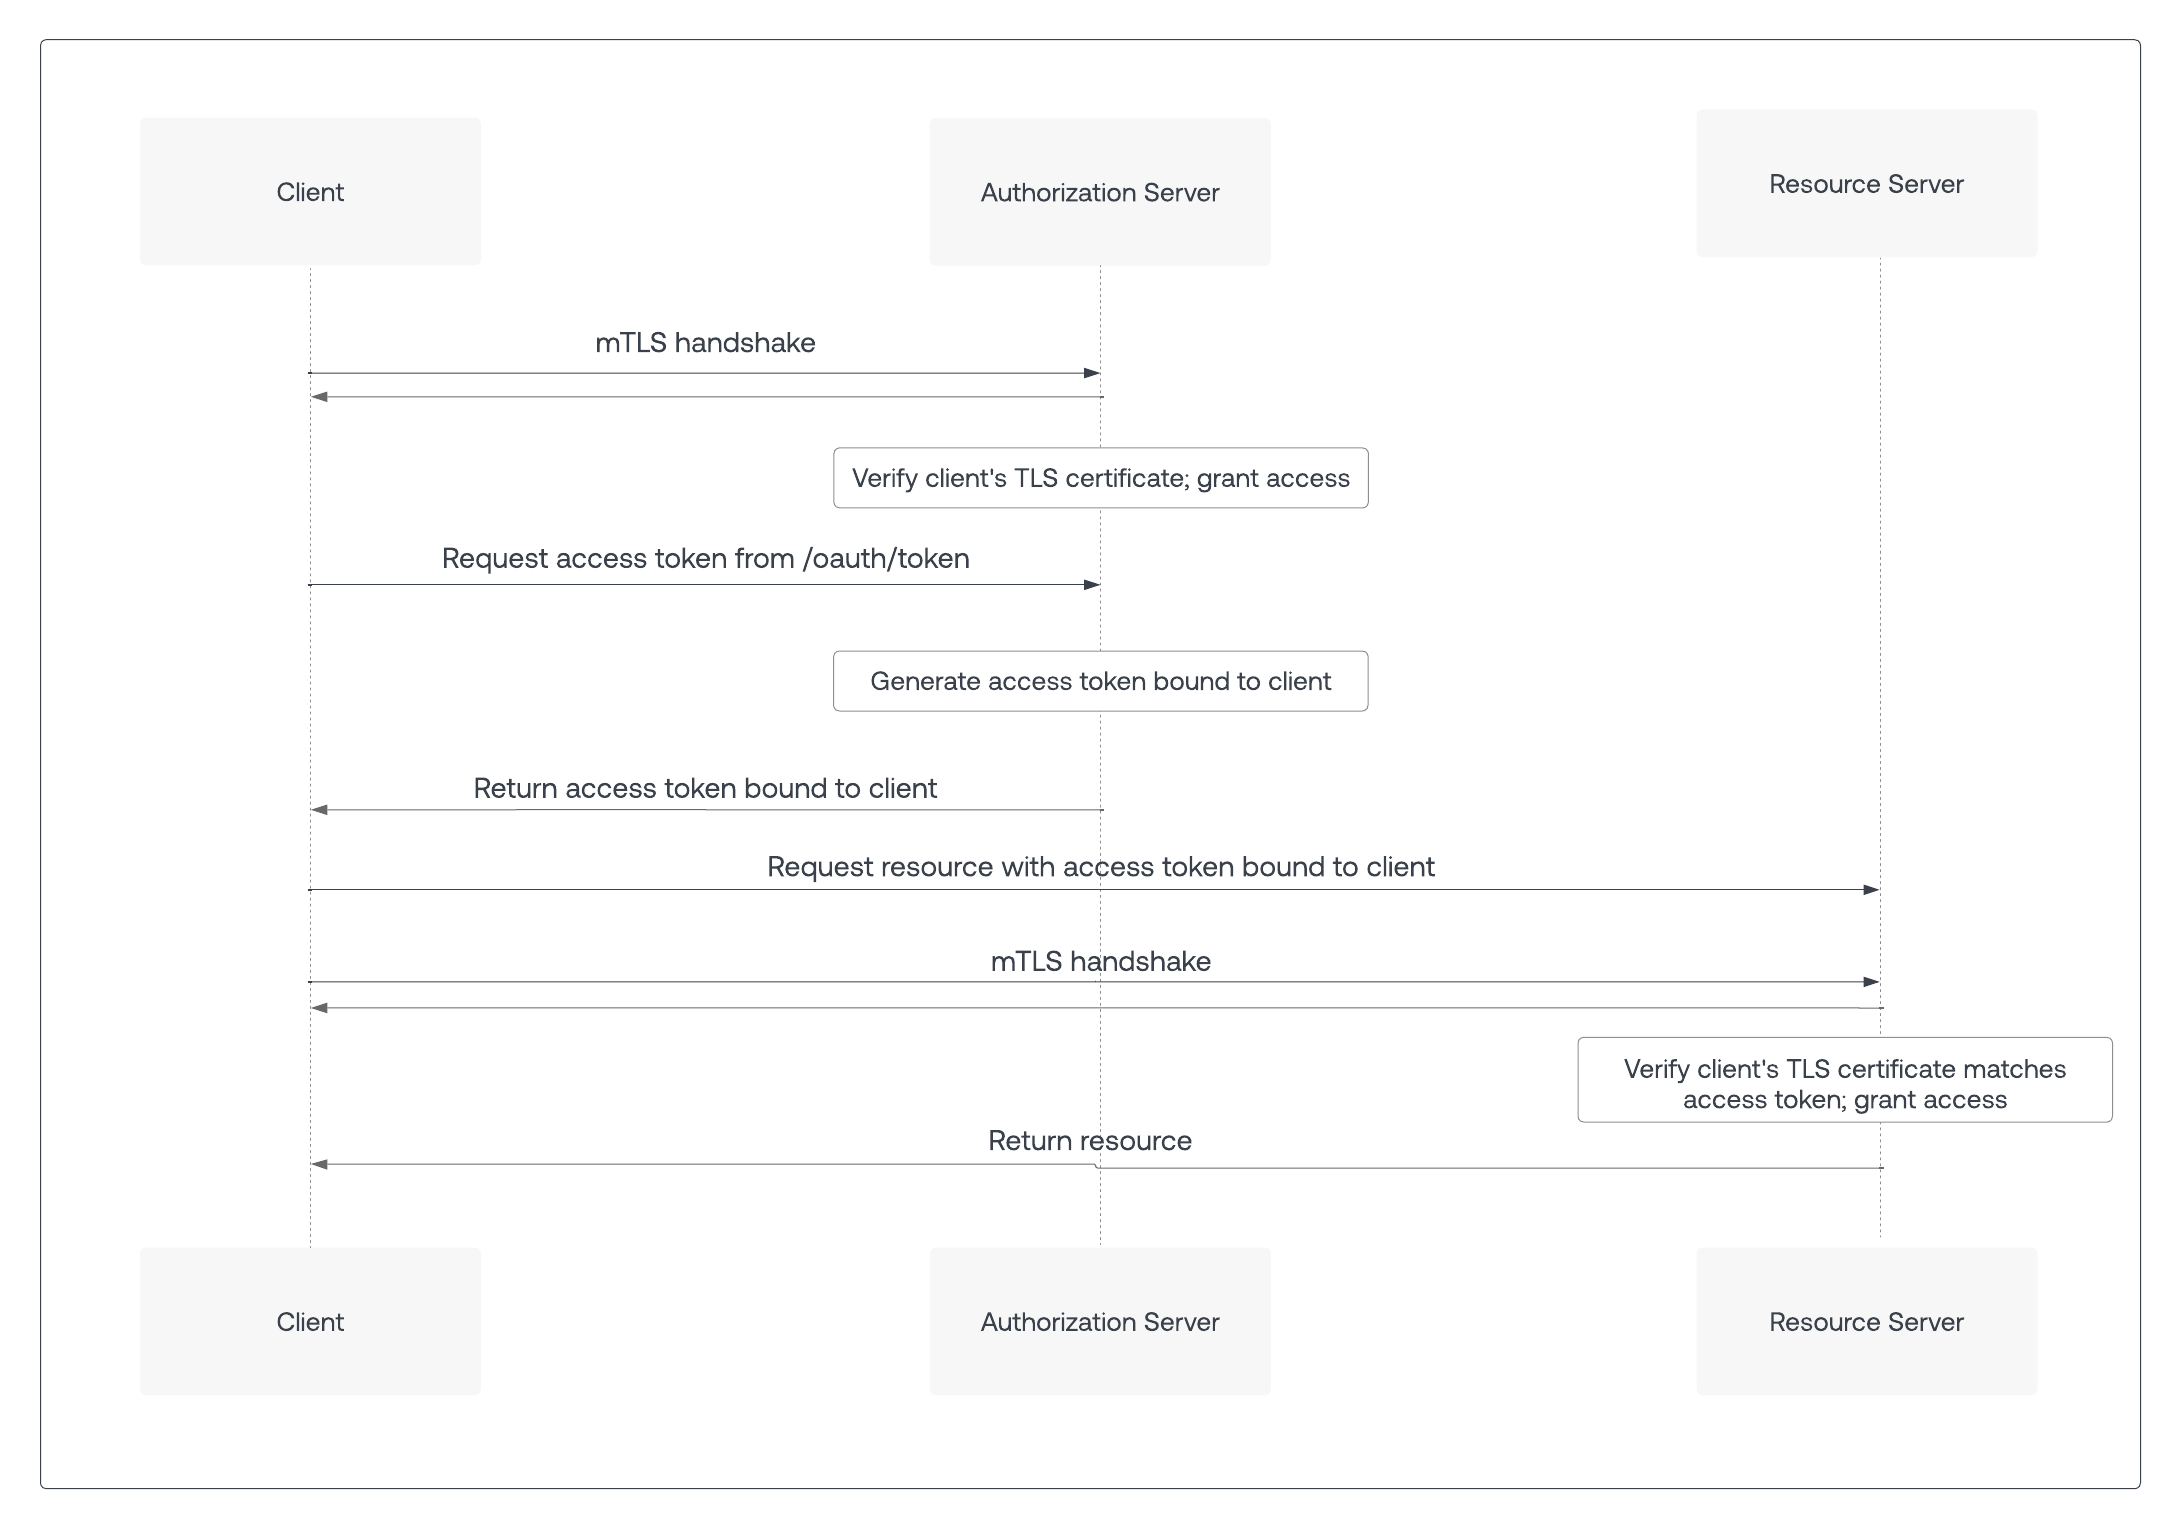 Client
Authorization Server
Resource Server
mTLS handshake
Verify client's TLS certificate; grant access
Request access token from /oauth/token
Generate access token bound to client
Return access token bound to client
Request resource with access token bound to client
mTLS handshake
Verify client's TLS certificate matches
access token; grant access
Return resource
Client
Authorization Server
Resource Server